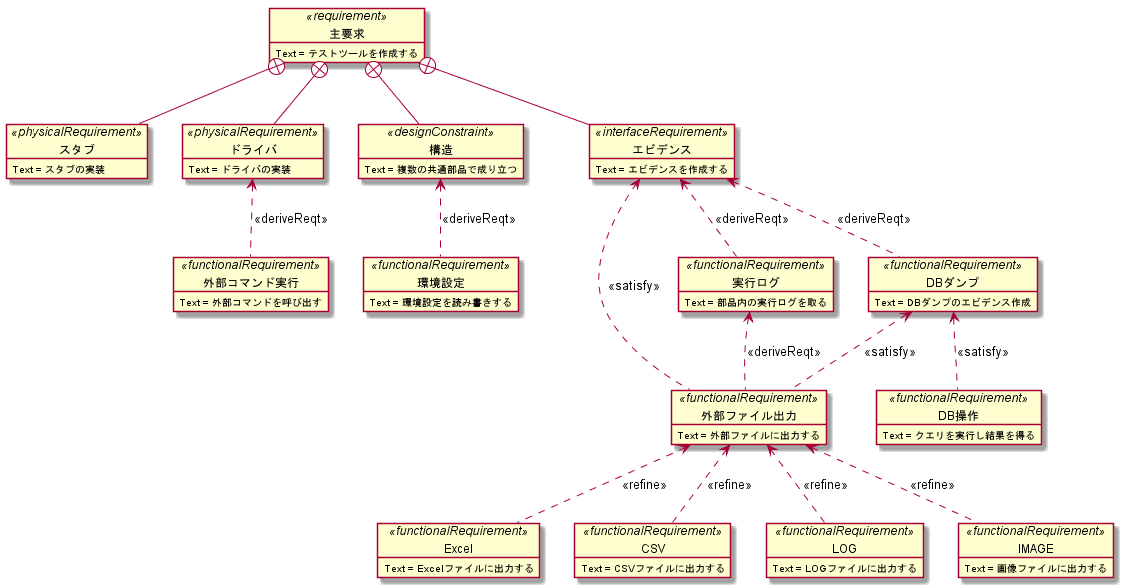 «requirement»
主要求
Text = テストツールを作成する
«physicalRequirement»
スタブ
Text = スタブの実装
«physicalRequirement»
ドライバ
Text = ドライバの実装
«designConstraint»
構造
Text = 複数の共通部品で成り立つ
«interfaceRequirement»
エビデンス
Text = エビデンスを作成する
«deriveReqt»
«deriveReqt»
«deriveReqt»
«deriveReqt»
«functionalRequirement»
外部コマンド実行
Text = 外部コマンドを呼び出す
«functionalRequirement»
環境設定
Text = 環境設定を読み書きする
«satisfy»
«functionalRequirement»
実行ログ
Text = 部品内の実行ログを取る
«functionalRequirement»
DBダンプ
Text = DBダンプのエビデンス作成
«deriveReqt»
«satisfy»
«satisfy»
«functionalRequirement»
外部ファイル出力
Text = 外部ファイルに出力する
«functionalRequirement»
DB操作
Text = クエリを実行し結果を得る
«refine»
«refine»
«refine»
«refine»
«functionalRequirement»
Excel
Text = Excelファイルに出力する
«functionalRequirement»
CSV
Text = CSVファイルに出力する
«functionalRequirement»
LOG
Text = LOGファイルに出力する
«functionalRequirement»
IMAGE
Text = 画像ファイルに出力する